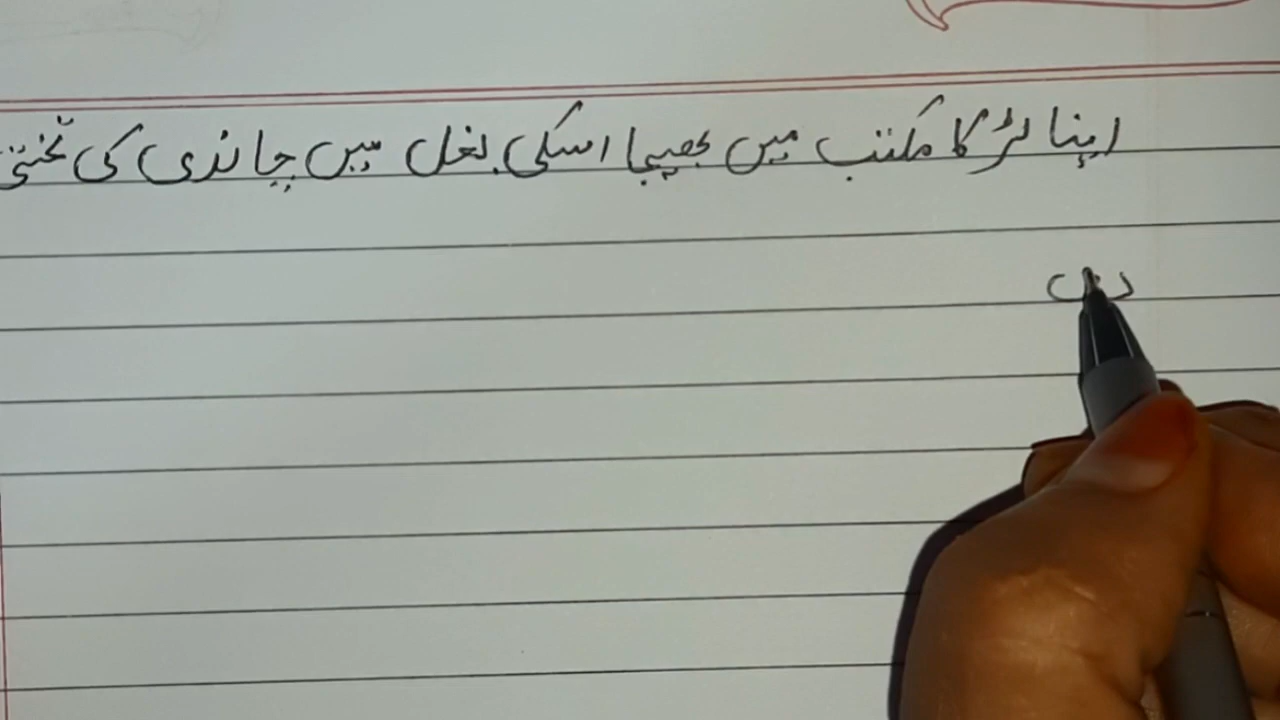 اپنا لڑکا مکتب میں بھیجا اسکی بغل میں چاندی کی تختی